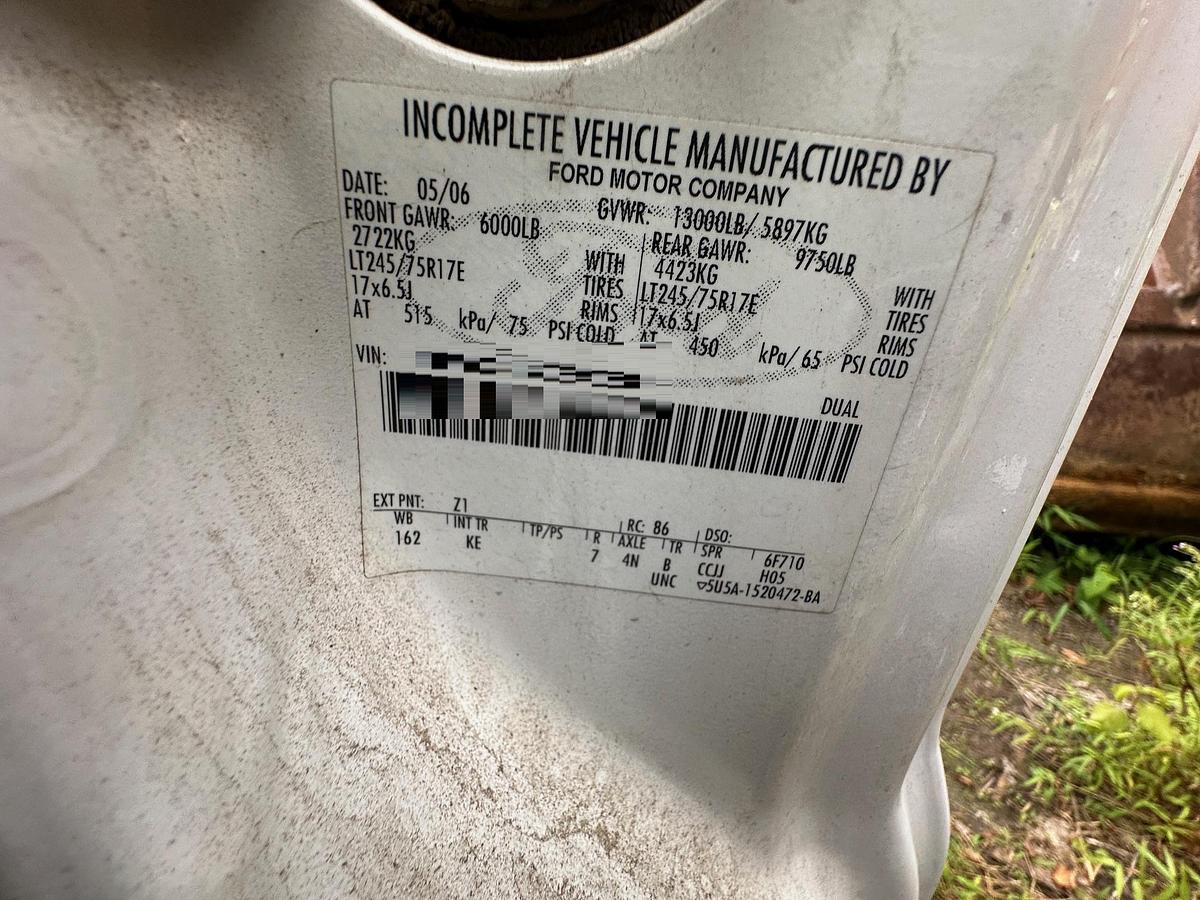 INCOMPLETE VEHICLE MANUFACTURED BY
FORD MOTOR COMPANY
DATE: 05/06 GVWR: 13000LB/ 5897KG
FRONT GAWR: 6000LB REAR GAWR: 9750LB
2722KG WITH 4423KG WITH
LT245/75R17E TIRES LT245/75R17E TIRES
17x6.5J RIMS 17x6.5J RIMS
AT 515 kPa/ 75 PSI COLD AT 450 kPa/ 65 PSI COLD
VIN:
DUAL
EXT PNT: Z1 RC: 86 DSO:
WB INT TR TP/PS R AXLE TR SPR 6F710
162 KE 7 4N B CCJJ H05
UNC ▽5U5A-1520472-BA